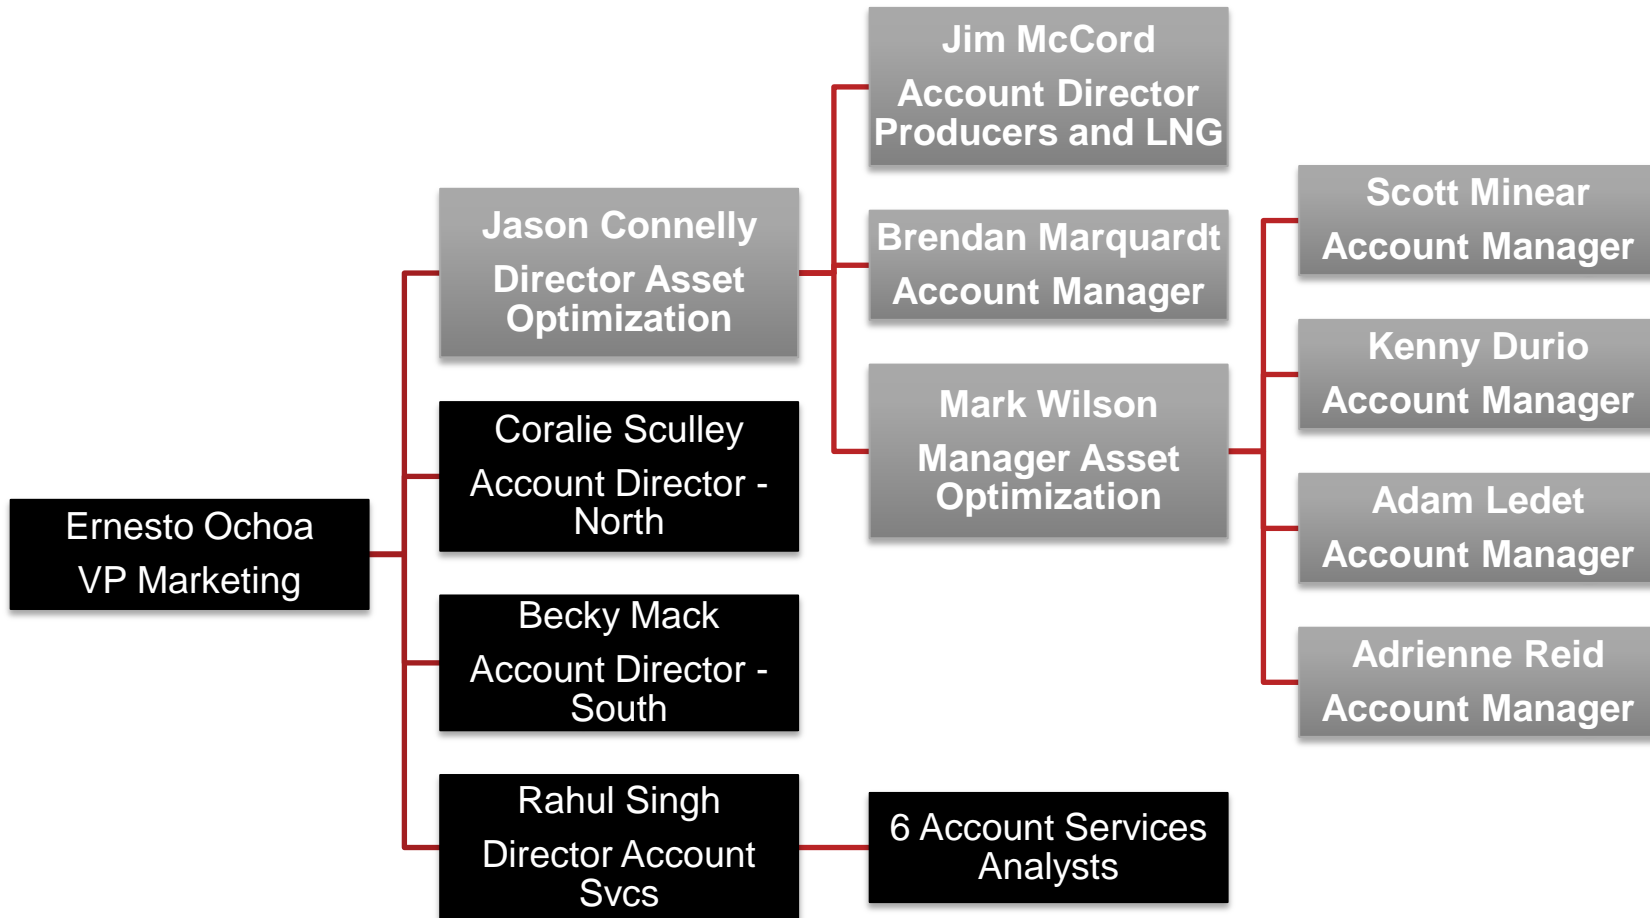 Jim McCord
Account Director
Producers and LNG
Jason Connelly
Director Asset
Optimization
Brendan Marquardt
Account Manager
Mark Wilson
Manager Asset
Optimization
Scott Minear
Account Manager
Kenny Durio
Account Manager
Adam Ledet
Account Manager
Adrienne Reid
Account Manager
Coralie Sculley
Account Director -
North
Ernesto Ochoa
VP Marketing
Becky Mack
Account Director -
South
Rahul Singh
Director Account
Svcs
6 Account Services
Analysts